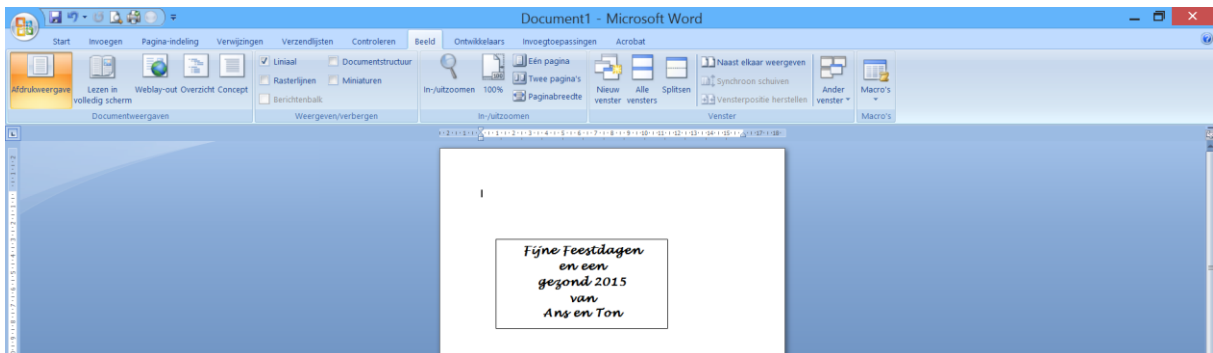 Document1 - Microsoft Word
Start Invoegen Pagina-indeling Verwijzingen Verzendlijsten Controleren Beeld Ontwikkelaars Invoegtoepassingen Acrobat
Afdrukweergave
Lezen in volledig scherm
Weblay-out
Overzicht
Concept
Documentweergaven
Liniaal
Rasterlijnen
Berichtenbalk
Documentstructuur
Miniaturen
Weergeven/verbergen
In-/uitzoomen
100%
Eén pagina
Twee pagina's
Paginabreedte
In-/uitzoomen
Nieuw venster
Alle vensters
Splitsen
Naast elkaar weergeven
Synchroon schuiven
Vensterpositie herstellen
Ander venster
Venster
Macro's
Macro's
Fijne Feestdagen
en een
gezond 2015
van
Ans en Ton